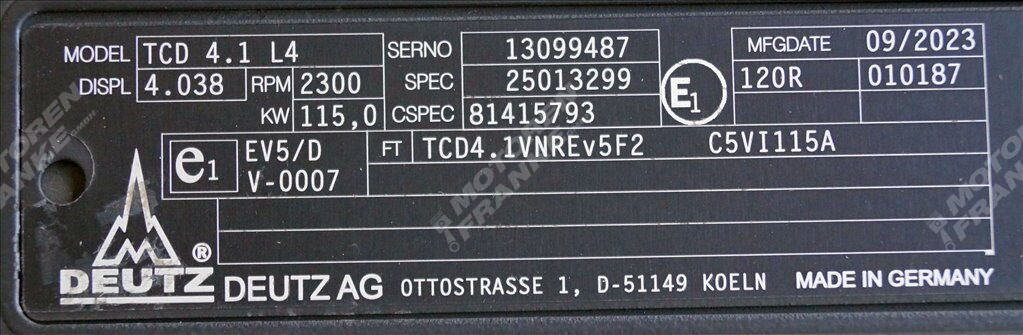 MODEL TCD 4.1 L4 SERNO 13099487 MFGDATE 09/2023
DISPL 4.038 RPM 2300 SPEC 25013299 E1 120R 010187
KW 115,0 CSPEC 81415793
e1 EV5/D FT TCD4.1VNREv5F2 C5VI115A
V-0007
DEUTZ® DEUTZ AG OTTOSTRASSE 1, D-51149 KOELN MADE IN GERMANY
MOTOREN
FRANKE